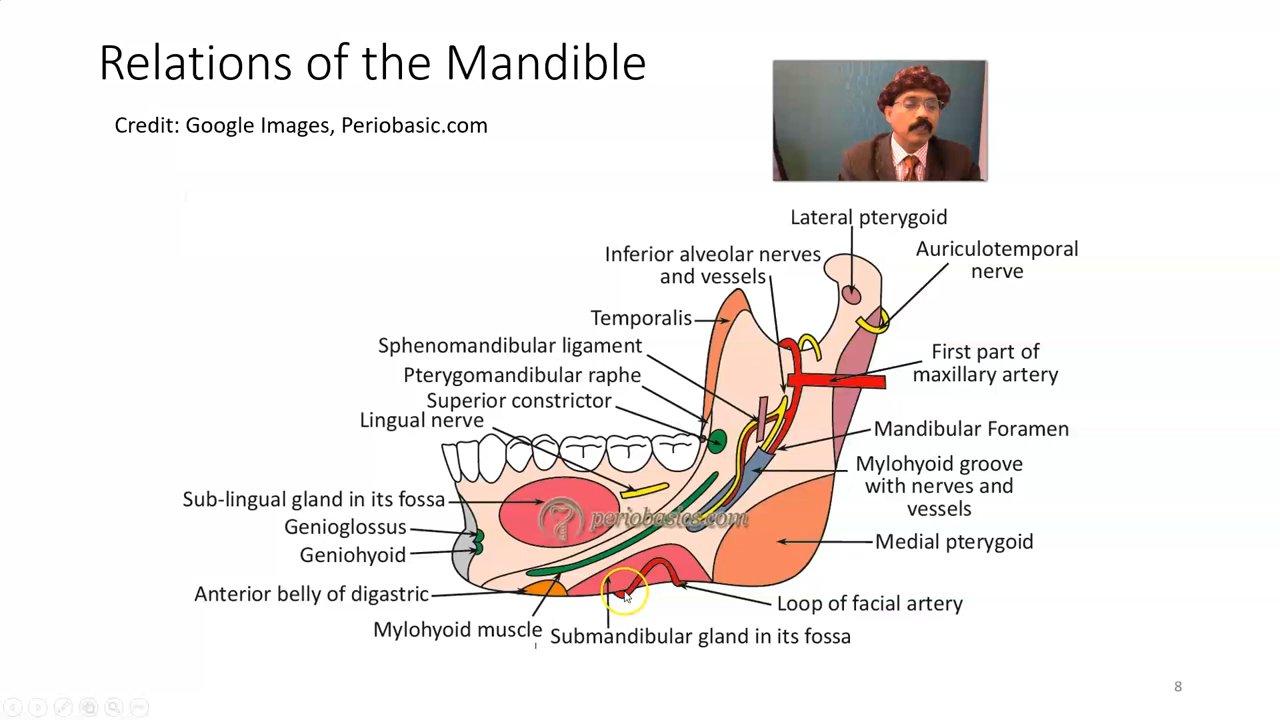 Relations of the Mandible
Credit: Google Images, Periobasic.com
Lateral pterygoid
Inferior alveolar nerves
and vessels
Auriculotemporal
nerve
Temporalis
Sphenomandibular ligament
Pterygomandibular raphe
Superior constrictor
Lingual nerve
First part of
maxillary artery
Mandibular Foramen
Mylohyoid groove
with nerves and
vessels
Sub-lingual gland in its fossa
Genioglossus
Geniohyoid
periobasics.com
Medial pterygoid
Anterior belly of digastric
Loop of facial artery
Mylohyoid muscle
Submandibular gland in its fossa
8